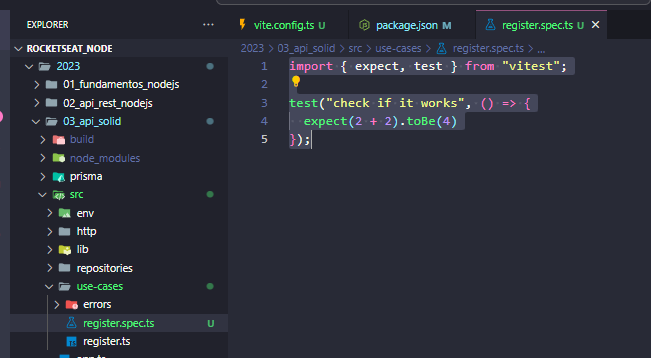 EXPLORER
ROCKETSEAT_NODE
2023
01_fundamentos_nodejs
02_api_rest_nodejs
03_api_solid
build
node_modules
prisma
src
env
http
lib
repositories
use-cases
errors
register.spec.ts U
register.ts
vite.config.ts U
package.json M
register.spec.ts U
2023 > 03_api_solid > src > use-cases > register.spec.ts > ...
1 import { expect, test } from "vitest";
2
3 test("check if it works", () => {
4 expect(2 + 2).toBe(4)
5 });